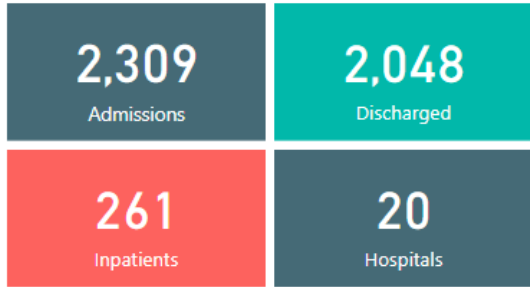 2,309
Admissions
2,048
Discharged
261
Inpatients
20
Hospitals